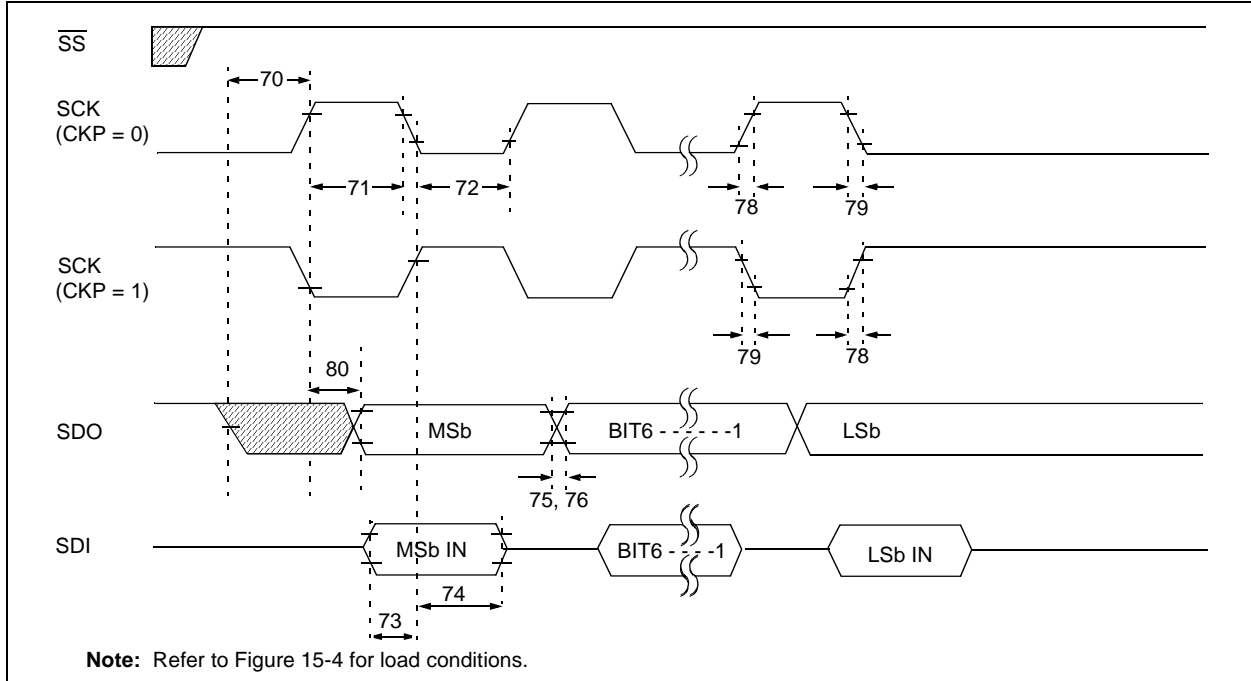 SS
70
SCK
(CKP = 0)
71
72
78
79
SCK
(CKP = 1)
79
78
80
SDO
MSb
BIT6 - - - - - -1
LSb
75, 76
SDI
MSb IN
BIT6 - - - - -1
LSb IN
74
73
Note: Refer to Figure 15-4 for load conditions.